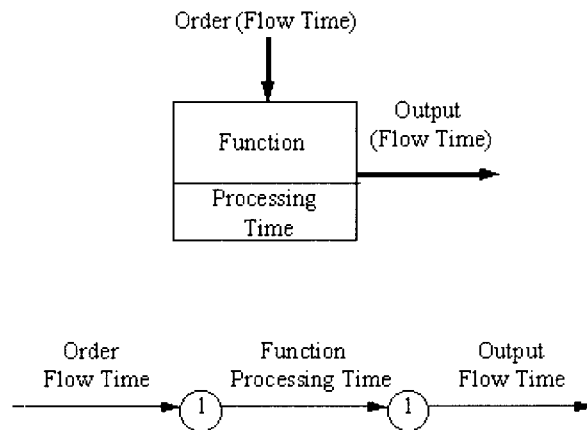 Order (Flow Time)
Output
(Flow Time)
Function
Processing
Time
Order
Flow Time
Function
Processing Time
Output
Flow Time
1
1